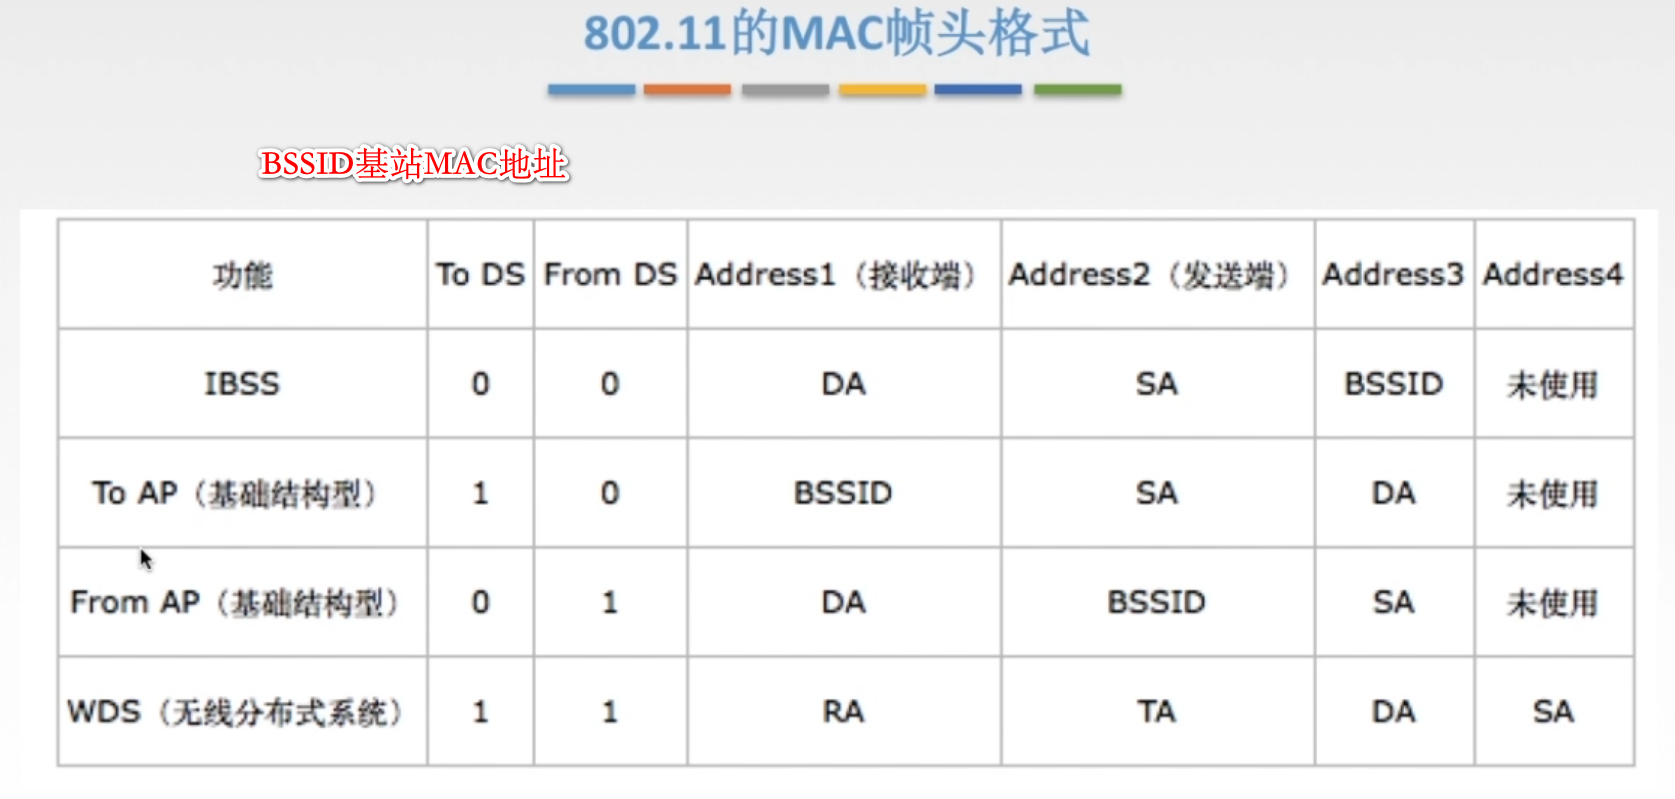 802.11的MAC帧头格式
BSSID基站MAC地址
功能 To DS From DS Address1（接收端） Address2（发送端） Address3 Address4
IBSS 0 0 DA SA BSSID 未使用
To AP（基础结构型） 1 0 BSSID SA DA 未使用
From AP（基础结构型） 0 1 DA BSSID SA 未使用
WDS（无线分布式系统） 1 1 RA TA DA SA